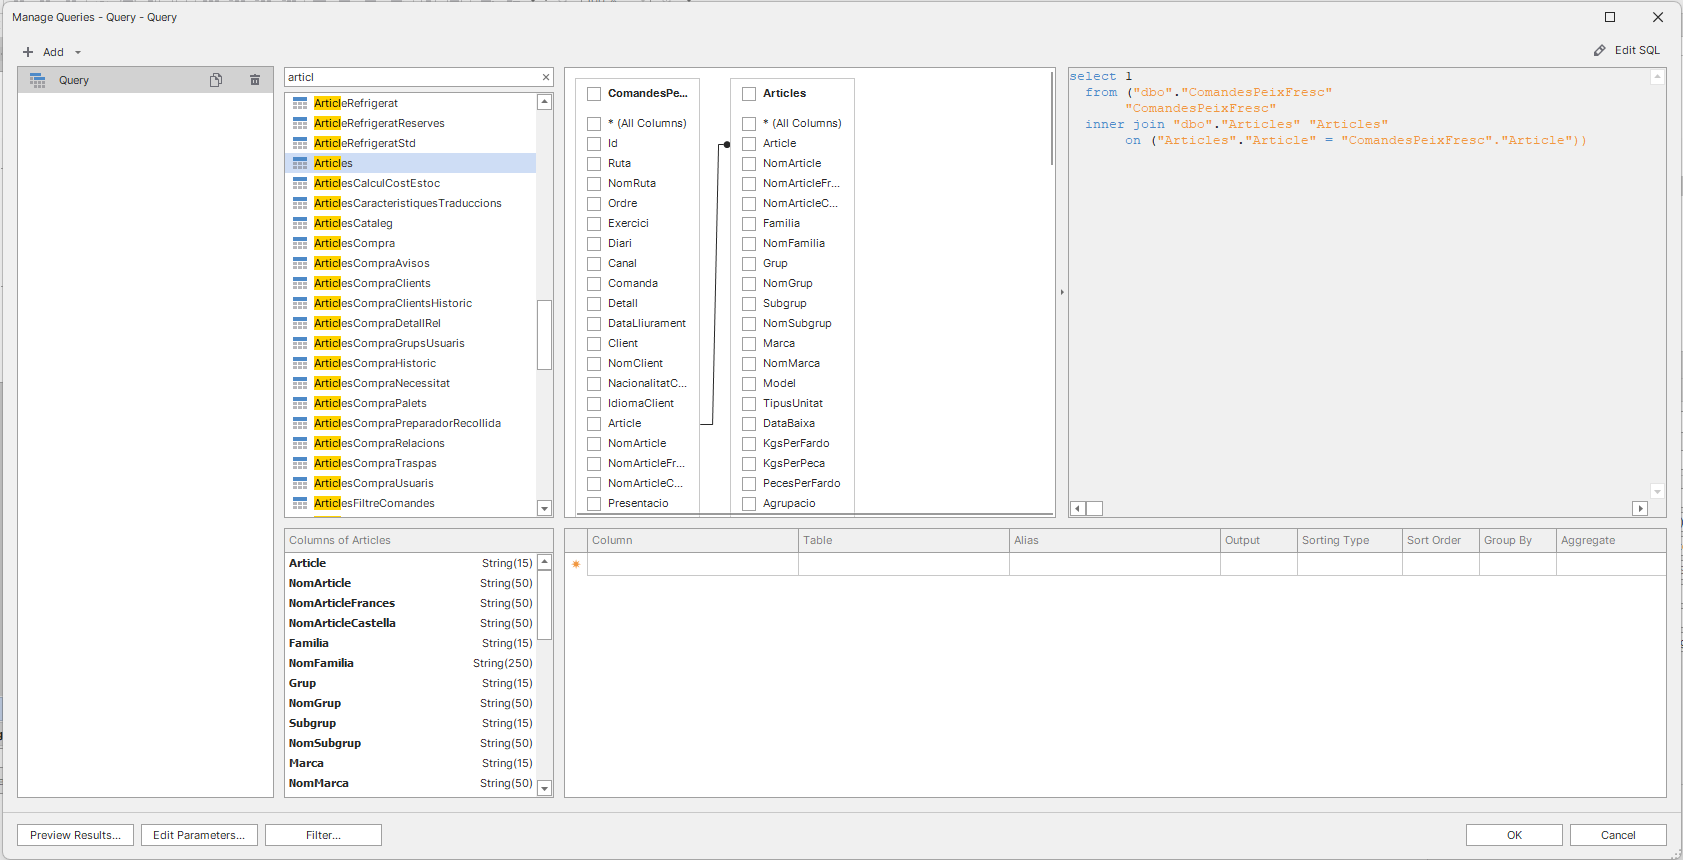 Manage Queries - Query - Query
Add
Edit SQL
Query
articl
ArticleRefrigerat
ArticleRefrigeratReserves
ArticleRefrigeratStd
Articles
ArticlesCalculCostEstoc
ArticlesCaracteristiquesTraduccions
ArticlesCataleg
ArticlesCompra
ArticlesCompraAvisos
ArticlesCompraClients
ArticlesCompraClientsHistoric
ArticlesCompraDetallRel
ArticlesCompraGrupsUsuaris
ArticlesCompraHistoric
ArticlesCompraNecessitat
ArticlesCompraPalets
ArticlesCompraPreparadorRecollida
ArticlesCompraRelacions
ArticlesCompraTraspas
ArticlesCompraUsuaris
ArticlesFiltreComandes
ComandesPe...
* (All Columns)
Id
Ruta
NomRuta
Ordre
Exercici
Diari
Canal
Comanda
Detall
DataLliurament
Client
NomClient
NacionalitatC...
IdiomaClient
Article
NomArticle
NomArticleFr...
NomArticleC...
Presentacio
Articles
* (All Columns)
Article
NomArticle
NomArticleFr...
NomArticleC...
Familia
NomFamilia
Grup
NomGrup
Subgrup
NomSubgrup
Marca
NomMarca
Model
TipusUnitat
DataBaixa
KgsPerFardo
KgsPerPeca
PecesPerFardo
Agrupacio
select 1
from ("dbo"."ComandesPeixFresc"
"ComandesPeixFresc"
inner join "dbo"."Articles" "Articles"
on ("Articles"."Article" = "ComandesPeixFresc"."Article"))
Columns of Articles
Article String(15)
NomArticle String(50)
NomArticleFrances String(50)
NomArticleCastella String(50)
Familia String(15)
NomFamilia String(250)
Grup String(15)
NomGrup String(50)
Subgrup String(15)
NomSubgrup String(50)
Marca String(15)
NomMarca String(50)
Column Table Alias Output Sorting Type Sort Order Group By Aggregate
Preview Results... Edit Parameters... Filter... OK Cancel